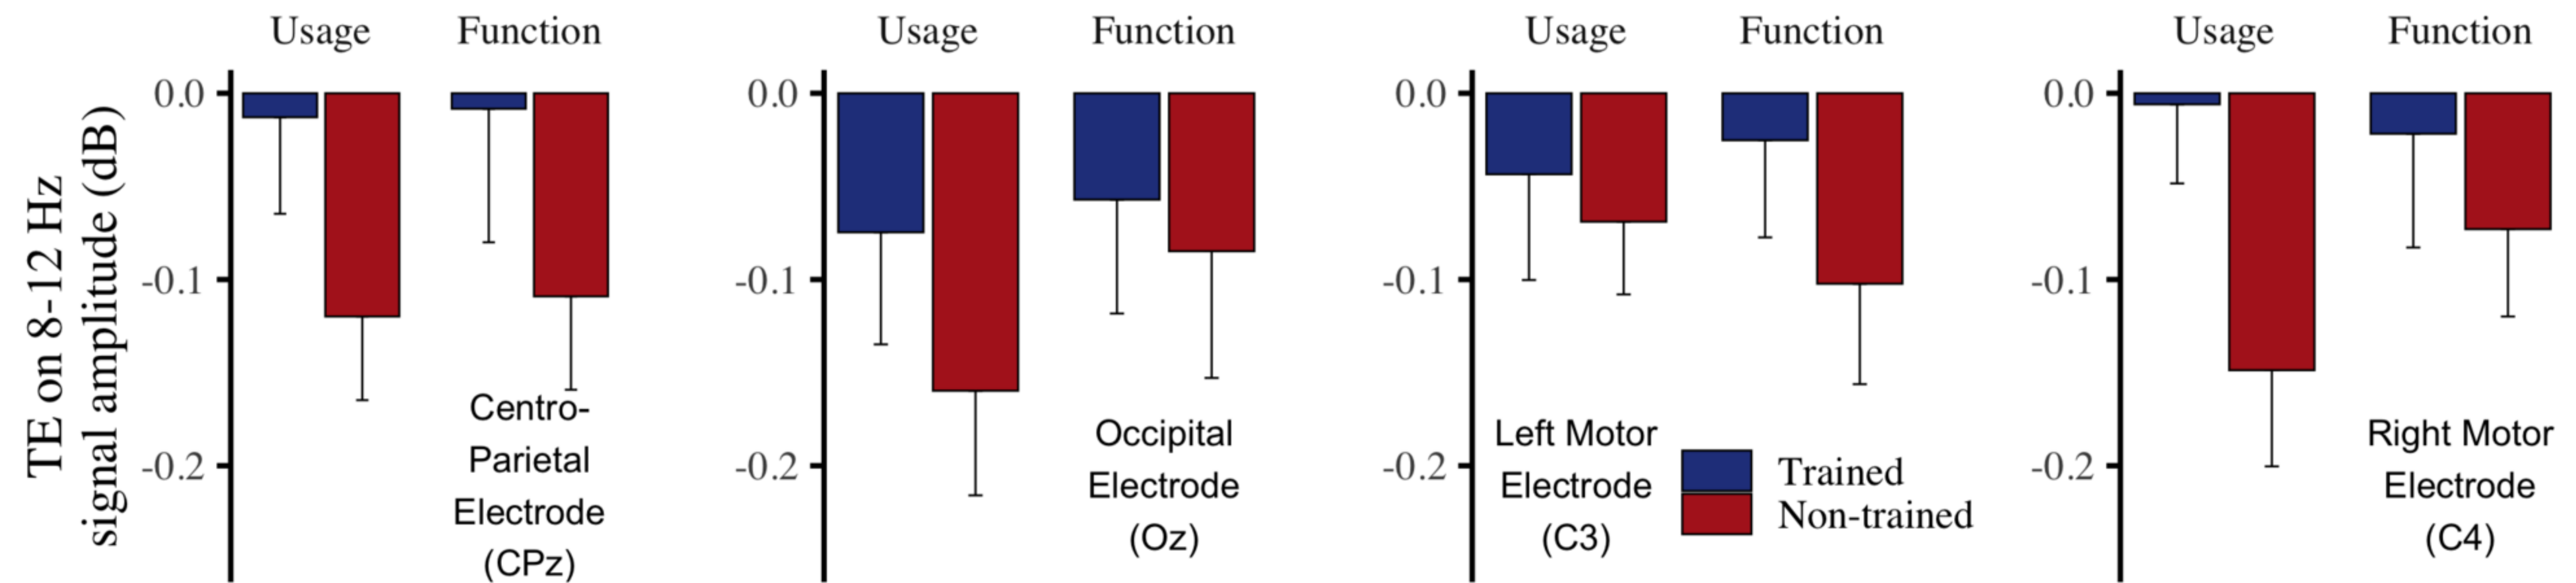 TE on 8-12 Hz
signal amplitude (dB)
Usage Function
0.0
-0.1
-0.2
Centro-
Parietal
Electrode
(CPz)
Usage Function
0.0
-0.1
-0.2
Occipital
Electrode
(Oz)
Usage Function
0.0
-0.1
-0.2
Left Motor
Electrode
(C3)
Trained
Non-trained
Usage Function
0.0
-0.1
-0.2
Right Motor
Electrode
(C4)